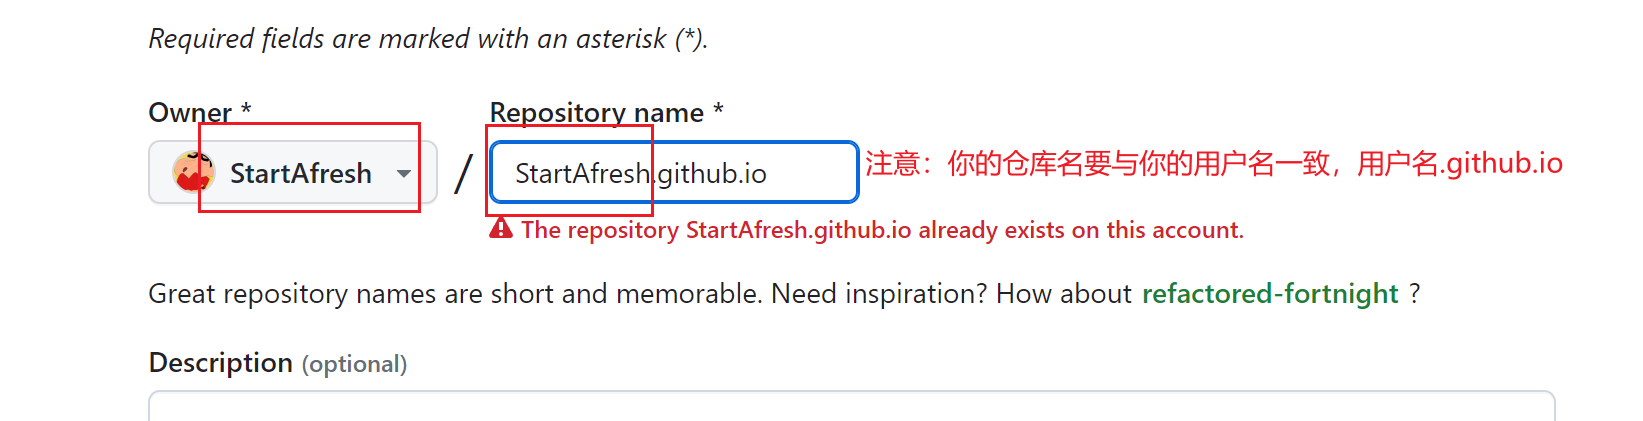 Required fields are marked with an asterisk (*).
Owner *
Repository name *
StartAfresh / StartAfresh.github.io
注意：你的仓库名要与你的用户名一致，用户名.github.io
The repository StartAfresh.github.io already exists on this account.
Great repository names are short and memorable. Need inspiration? How about refactored-fortnight ?
Description (optional)